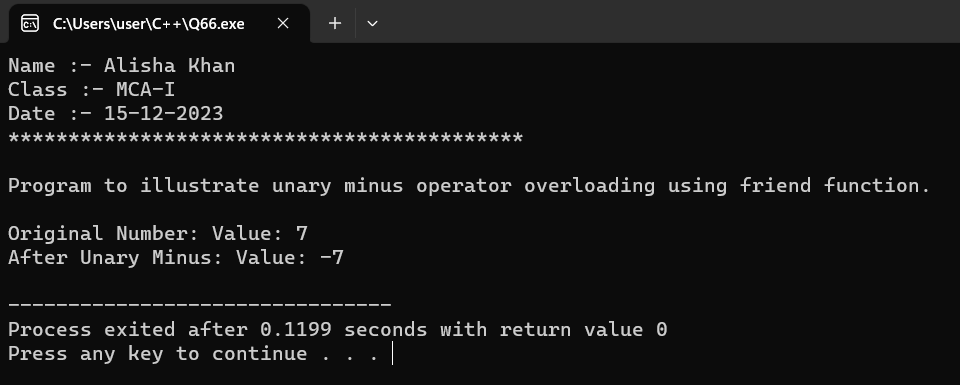 C:\Users\user\C++\Q66.exe
Name :- Alisha Khan
Class :- MCA-I
Date :- 15-12-2023
*******************************************
Program to illustrate unary minus operator overloading using friend function.
Original Number: Value: 7
After Unary Minus: Value: -7
--------------------------------
Process exited after 0.1199 seconds with return value 0
Press any key to continue . . .